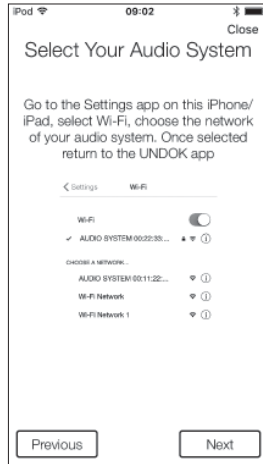 iPod 09:02
Close
Select Your Audio System
Go to the Settings app on this iPhone/
iPad, select Wi-Fi, choose the network
of your audio system. Once selected
return to the UNDOK app
Settings Wi-Fi
Wi-Fi
AUDIO SYSTEM 00:22:33:...
CHOOSE A NETWORK...
AUDIO SYSTEM 00:11:22:...
Wi-Fi Network
Wi-Fi Network 1
Previous Next